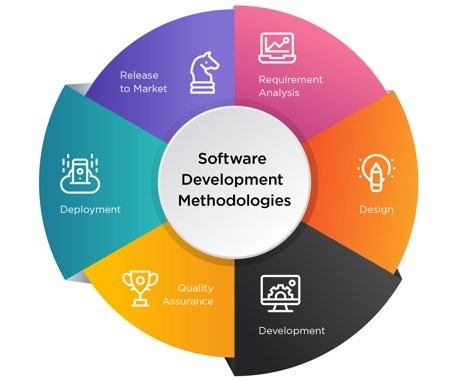 Software
Development
Methodologies
Requirement
Analysis
Design
Development
Quality
Assurance
Deployment
Release
to Market